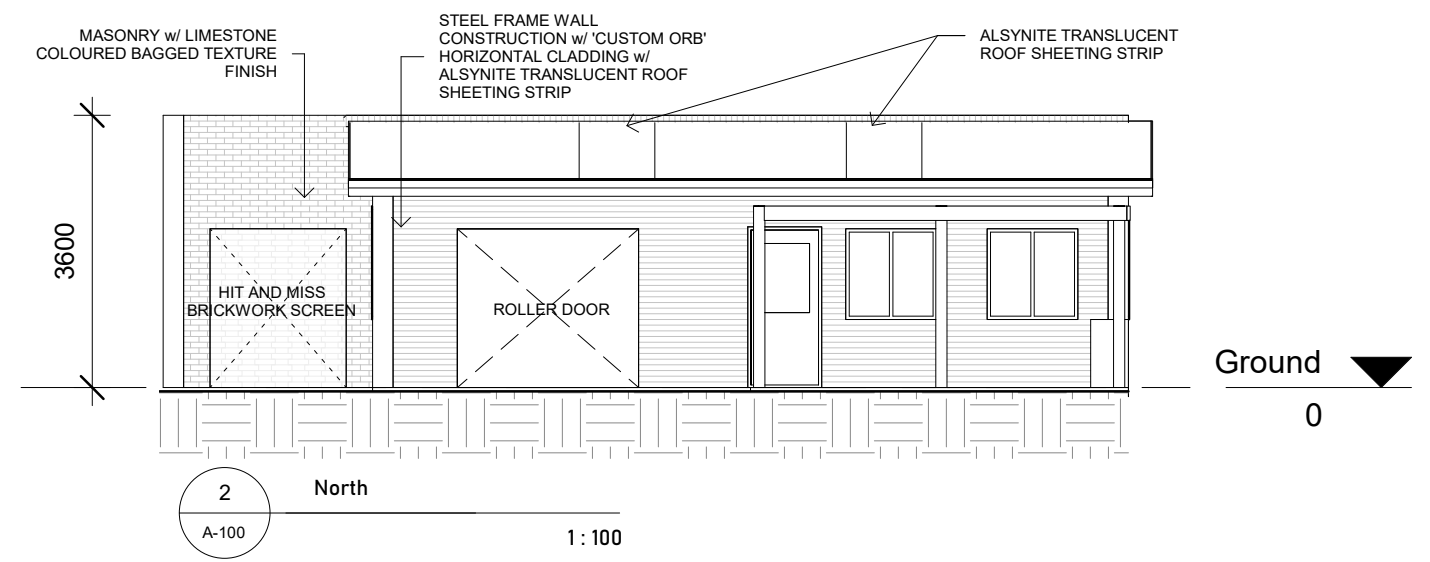 MASONRY w/ LIMESTONE
COLOURED BAGGED TEXTURE
FINISH
STEEL FRAME WALL
CONSTRUCTION w/ 'CUSTOM ORB'
HORIZONTAL CLADDING w/
ALSYNITE TRANSLUCENT ROOF
SHEETING STRIP
ALSYNITE TRANSLUCENT
ROOF SHEETING STRIP
3600
HIT AND MISS
BRICKWORK SCREEN
ROLLER DOOR
Ground
0
2
A-100
North
1 : 100